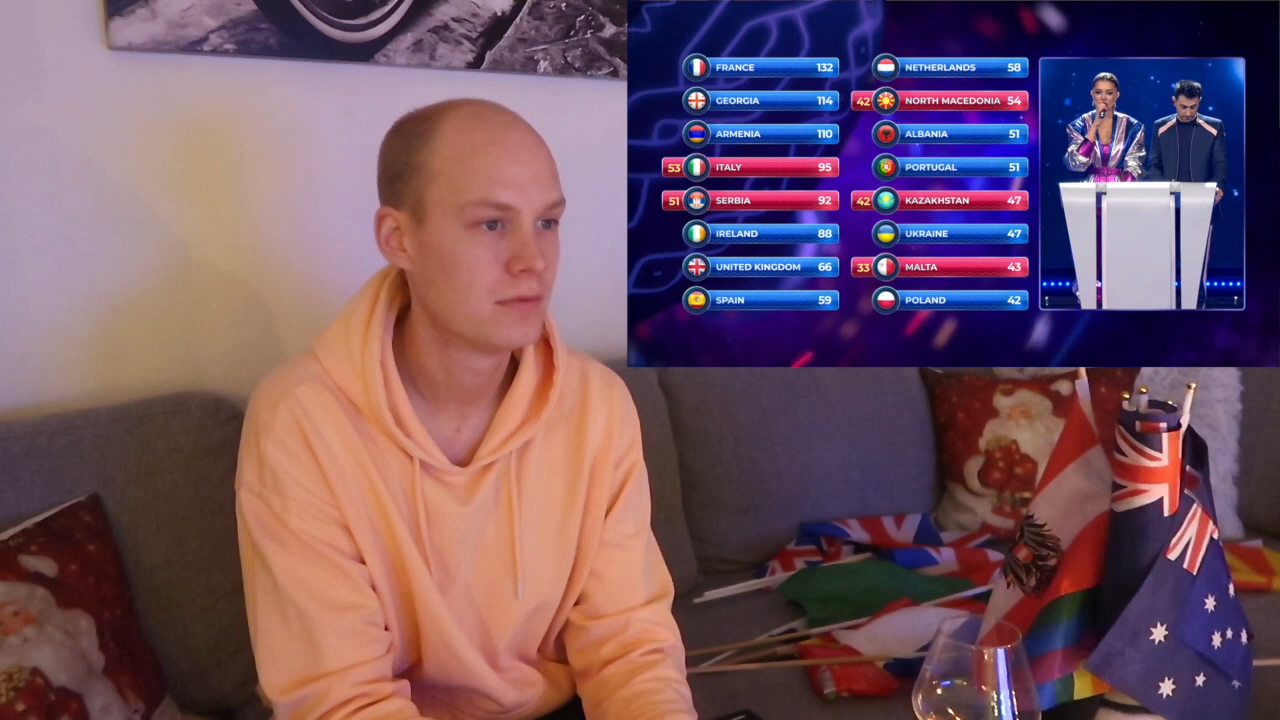 FRANCE 132
GEORGIA 114
ARMENIA 110
53 ITALY 95
51 SERBIA 92
IRELAND 88
UNITED KINGDOM 66
SPAIN 59
NETHERLANDS 58
42 NORTH MACEDONIA 54
ALBANIA 51
PORTUGAL 51
42 KAZAKHSTAN 47
UKRAINE 47
33 MALTA 43
POLAND 42